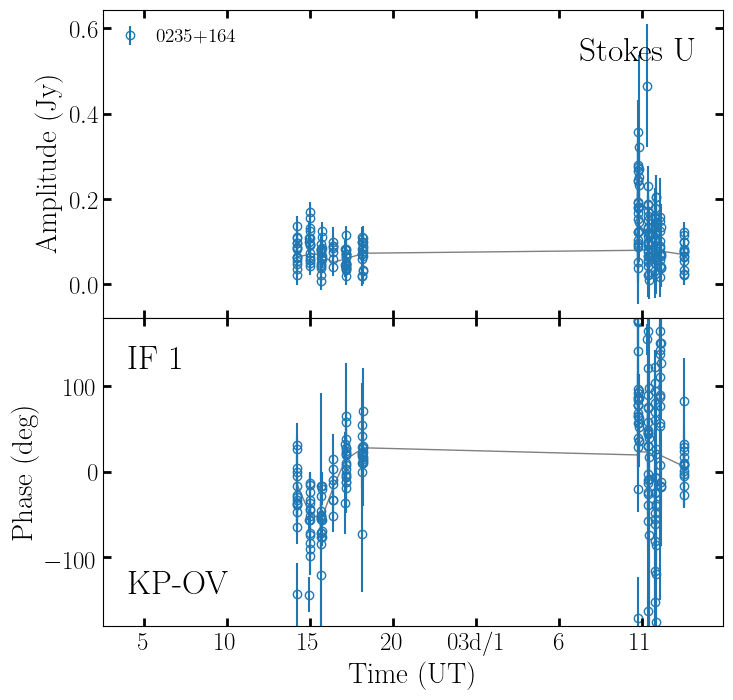 0.6
0235+164
Stokes U
0.4
0.2
0.0
Amplitude (Jy)
IF 1
100
0
−100
Phase (deg)
KP-OV
5 10 15 20 03d/1 6 11
Time (UT)